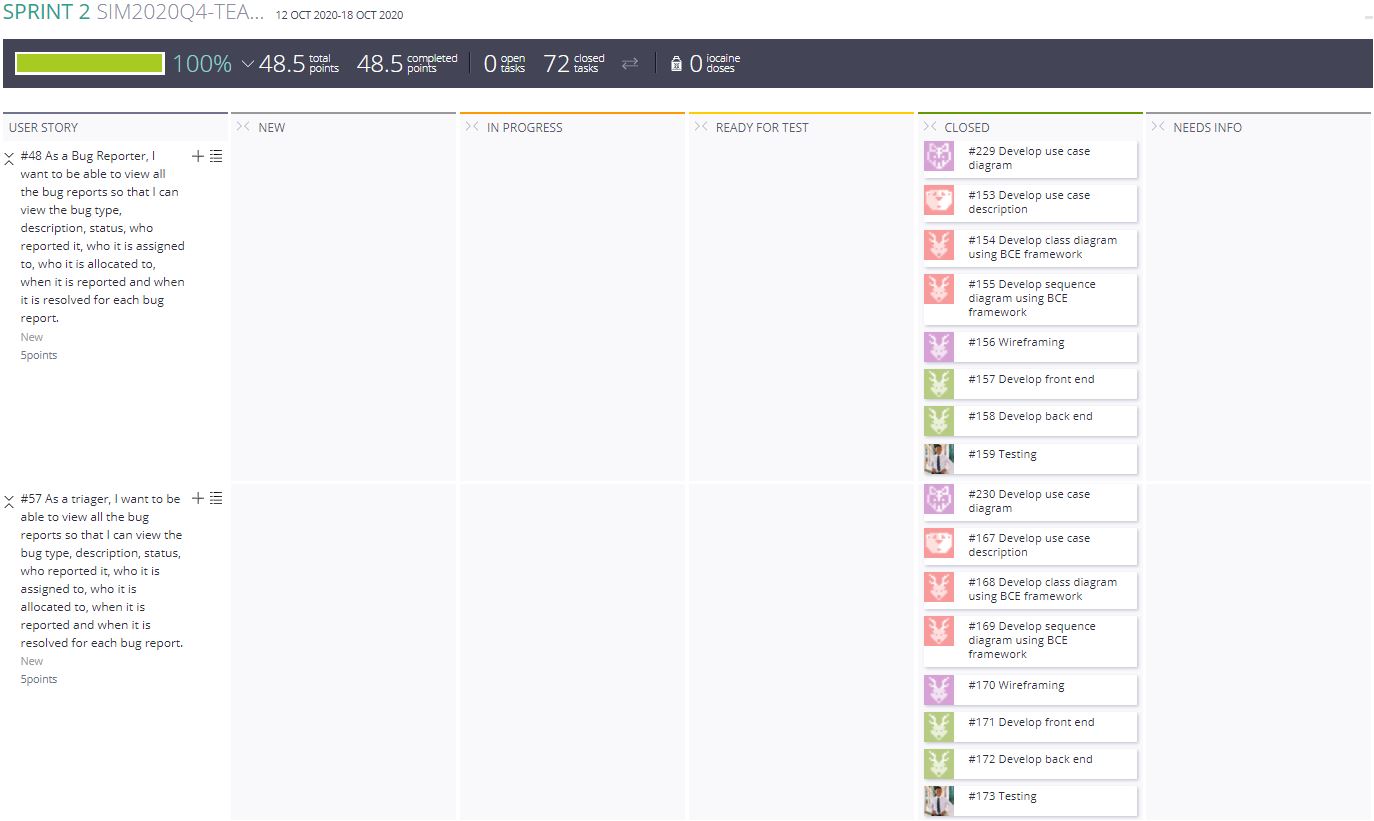 SPRINT 2 SIM2020Q4-TEA... 12 OCT 2020-18 OCT 2020
100% 48.5 total points 48.5 completed points 0 open tasks 72 closed tasks 0 iocaine doses
USER STORY NEW IN PROGRESS READY FOR TEST CLOSED NEEDS INFO
#48 As a Bug Reporter, I
want to be able to view all
the bug reports so that I can
view the bug type,
description, status, who
reported it, who it is assigned
to, who it is allocated to,
when it is reported and when
it is resolved for each bug
report.
New
5points
#229 Develop use case
diagram
#153 Develop use case
description
#154 Develop class diagram
using BCE framework
#155 Develop sequence
diagram using BCE
framework
#156 Wireframing
#157 Develop front end
#158 Develop back end
#159 Testing
#57 As a triager, I want to be
able to view all the bug
reports so that I can view the
bug type, description, status,
who reported it, who it is
assigned to, who it is
allocated to, when it is
reported and when it is
resolved for each bug report.
New
5points
#230 Develop use case
diagram
#167 Develop use case
description
#168 Develop class diagram
using BCE framework
#169 Develop sequence
diagram using BCE
framework
#170 Wireframing
#171 Develop front end
#172 Develop back end
#173 Testing